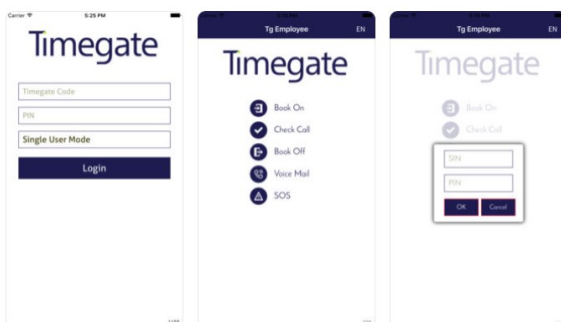 Carrier 5:25 PM
Timegate
Timegate Code
PIN
Single User Mode
Login
Tg Employee EN
Timegate
Book On
Check Call
Book Off
Voice Mail
SOS
Tg Employee EN
Timegate
Book On
Check Call
SIN
PIN
OK Cancel